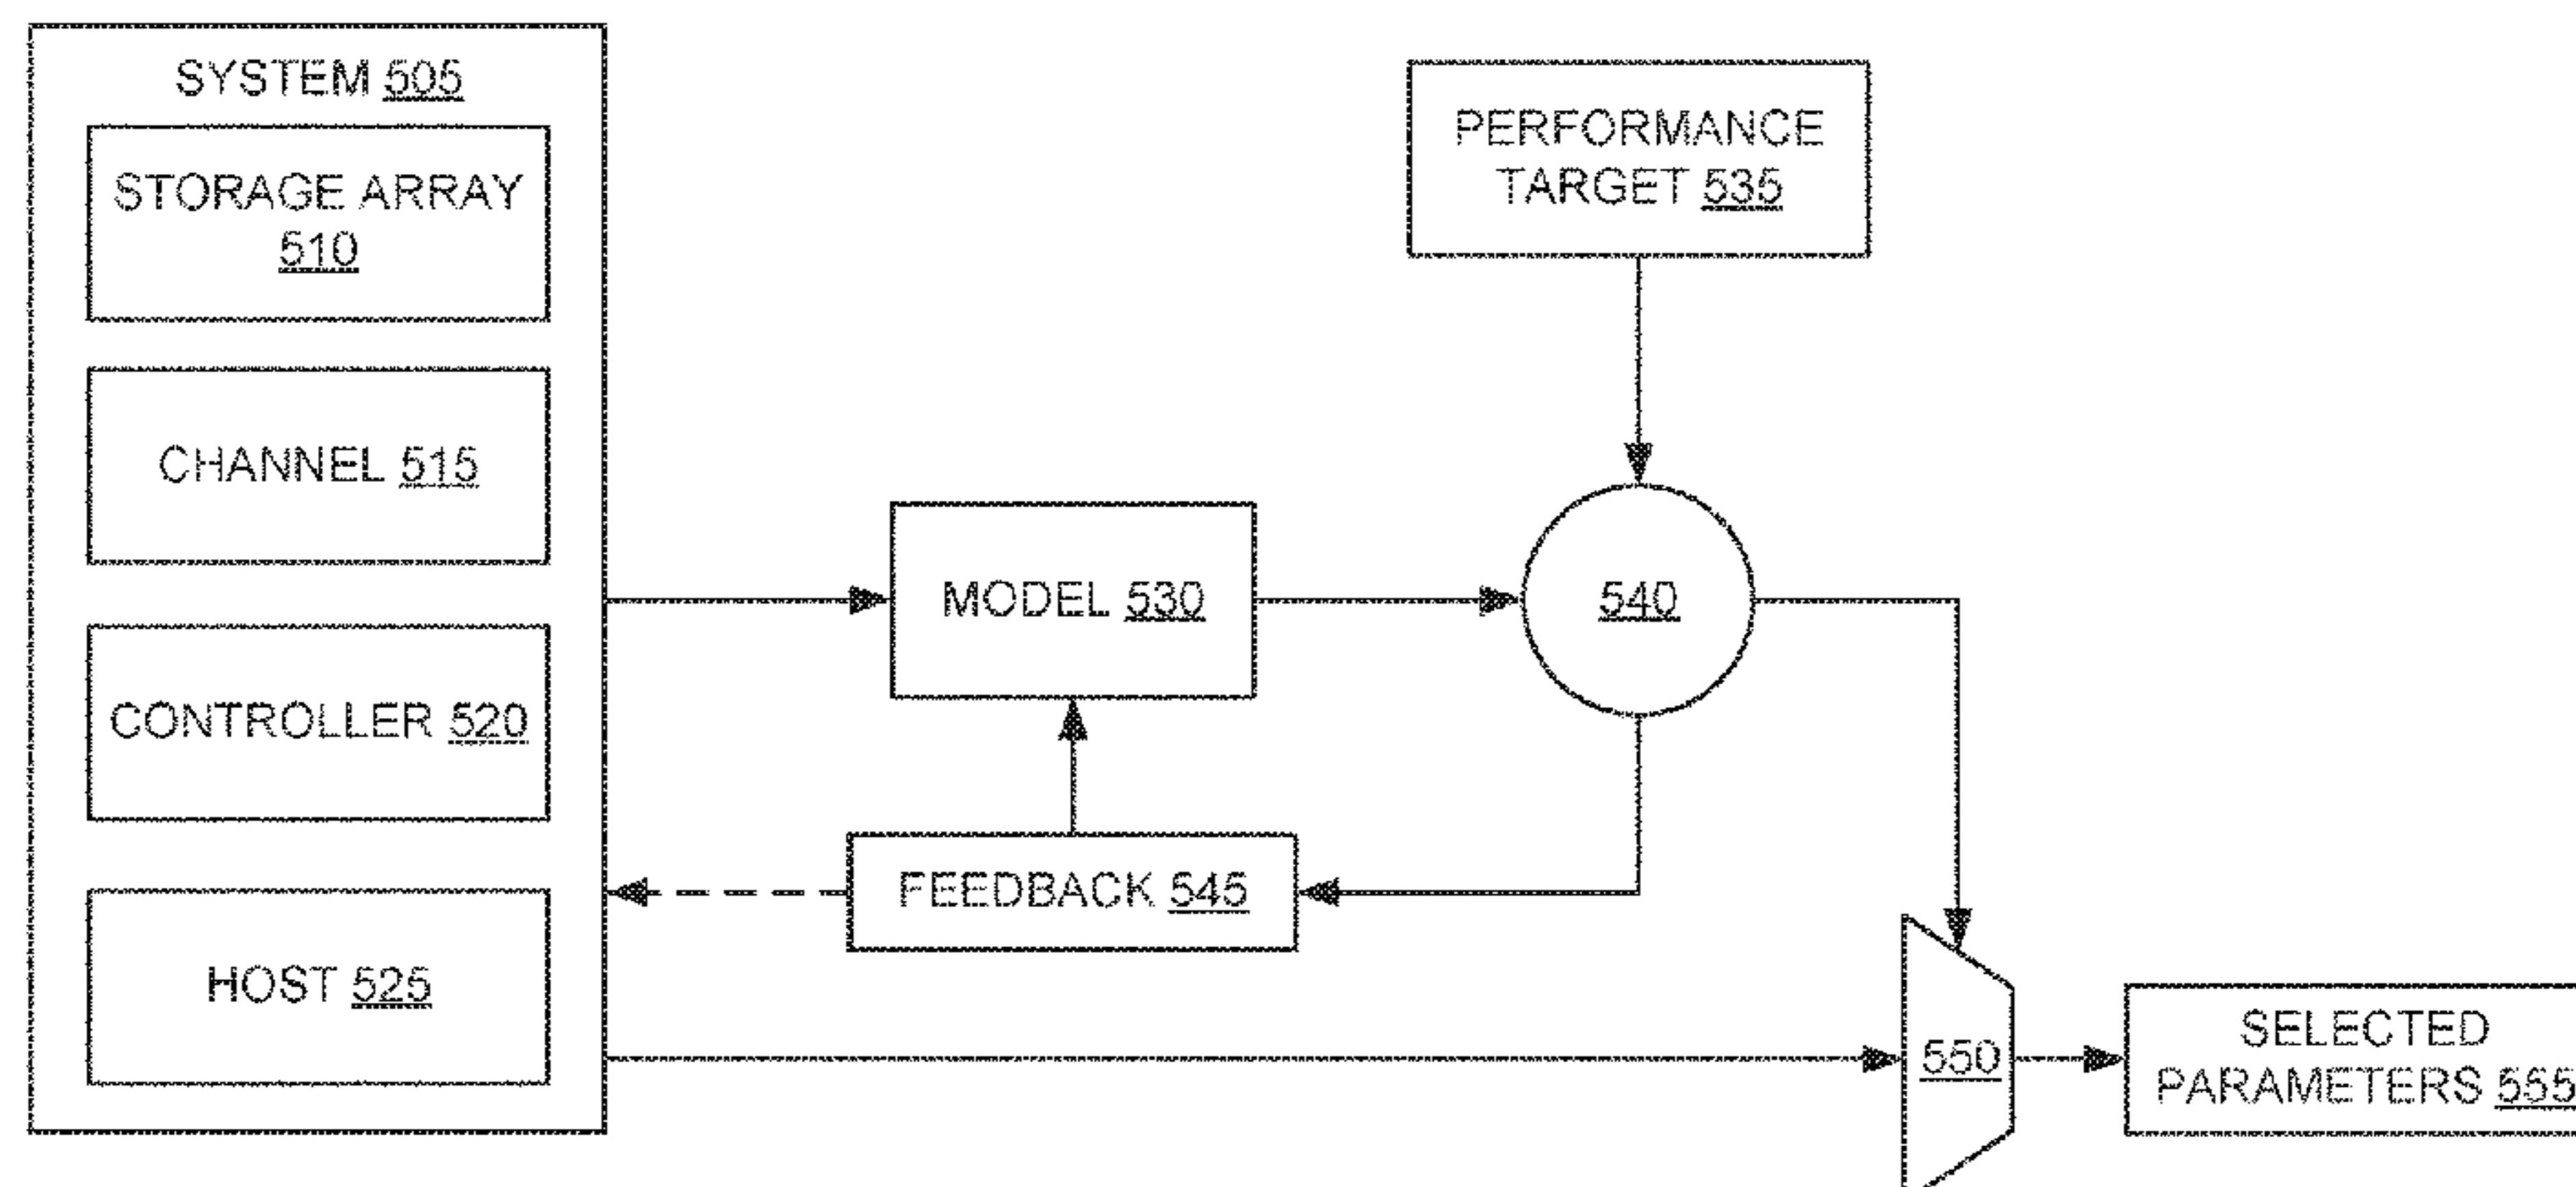 SYSTEM 505
STORAGE ARRAY
510
CHANNEL 515
CONTROLLER 520
HOST 525
PERFORMANCE
TARGET 535
MODEL 530
540
FEEDBACK 545
550
SELECTED
PARAMETERS 555